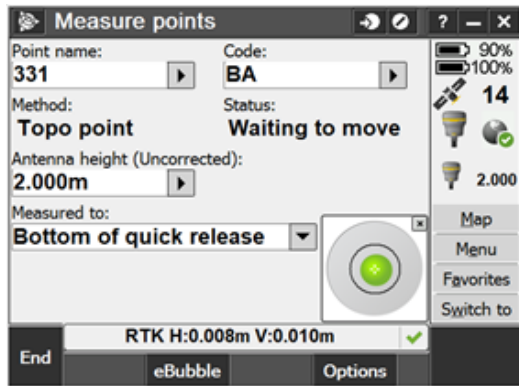 Measure points
? – X
Point name:
Code:
331
BA
90%
100%
Method:
Status:
Topo point
Waiting to move
14
Antenna height (Uncorrected):
2.000m
2.000
Measured to:
Bottom of quick release
Map
Menu
Favorites
Switch to
RTK H:0.008m V:0.010m
End
eBubble
Options